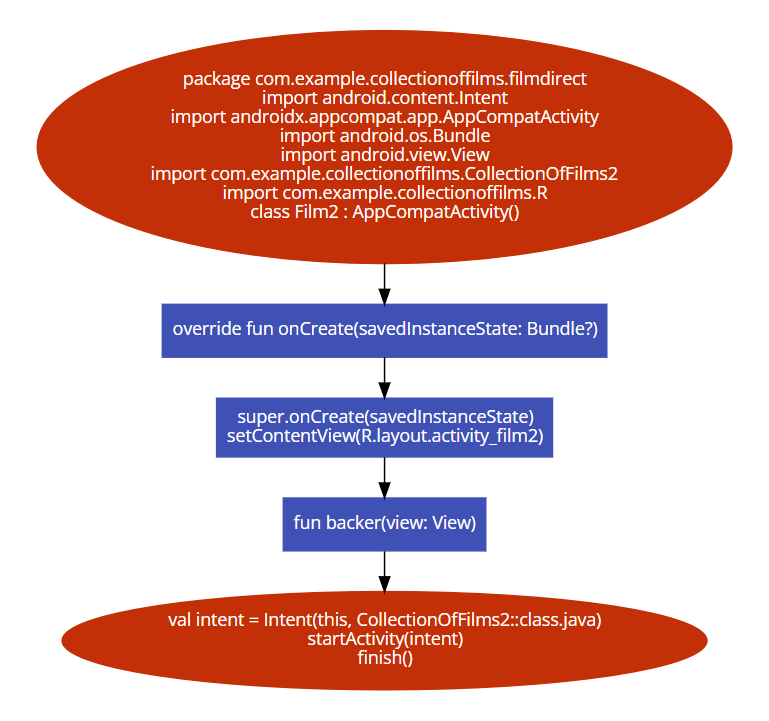 package com.example.collectionoffilms.filmdirect
import android.content.Intent
import androidx.appcompat.app.AppCompatActivity
import android.os.Bundle
import android.view.View
import com.example.collectionoffilms.CollectionOfFilms2
import com.example.collectionoffilms.R
class Film2 : AppCompatActivity()
override fun onCreate(savedInstanceState: Bundle?)
super.onCreate(savedInstanceState)
setContentView(R.layout.activity_film2)
fun backer(view: View)
val intent = Intent(this, CollectionOfFilms2::class.java)
startActivity(intent)
finish()